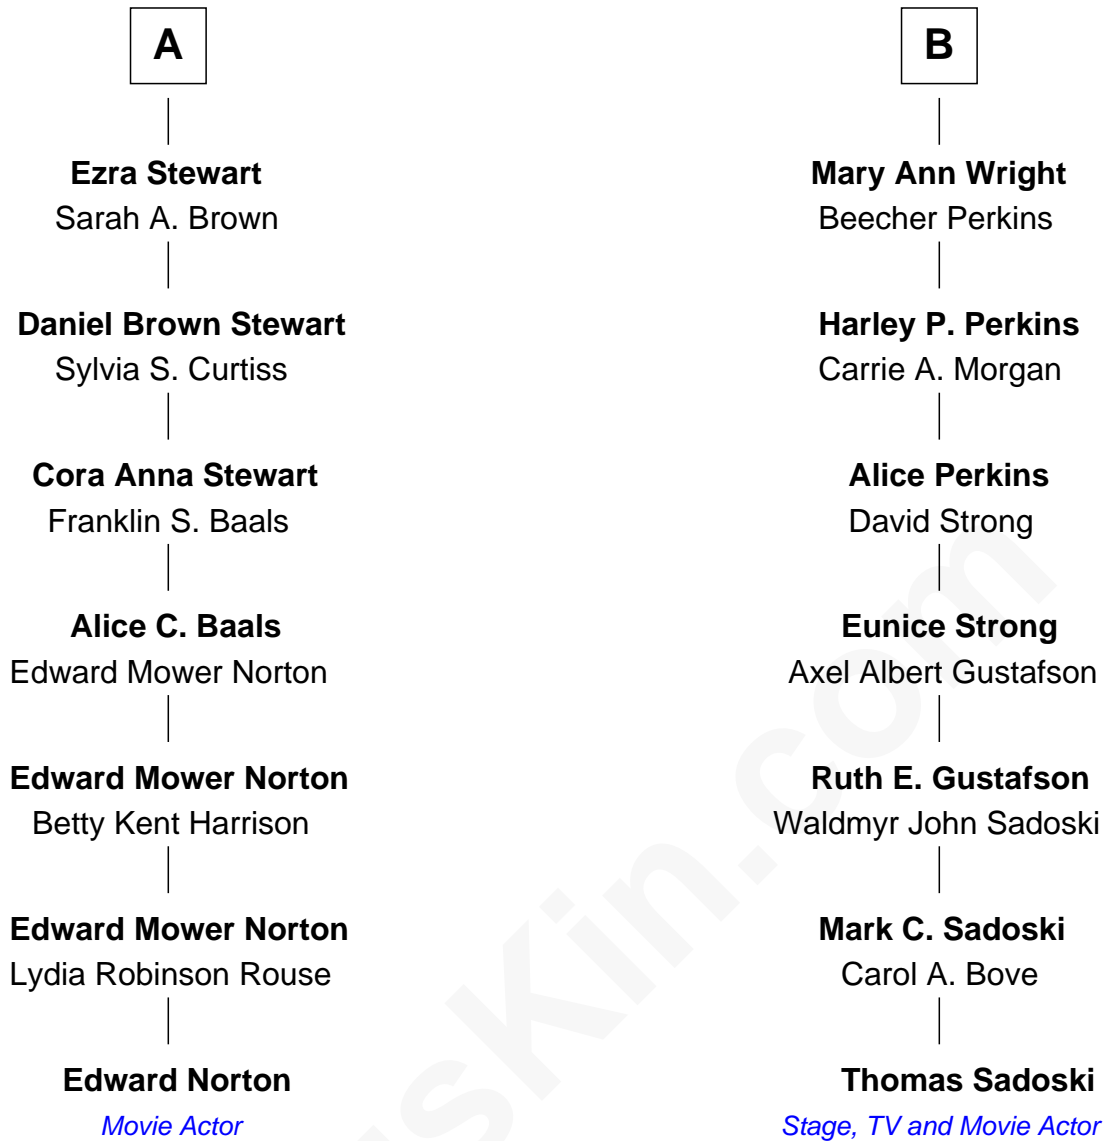 A
Ezra Stewart
Sarah A. Brown
Daniel Brown Stewart
Sylvia S. Curtiss
Cora Anna Stewart
Franklin S. Baals
Alice C. Baals
Edward Mower Norton
Edward Mower Norton
Betty Kent Harrison
Edward Mower Norton
Lydia Robinson Rouse
Edward Norton
Movie Actor
B
Mary Ann Wright
Beecher Perkins
Harley P. Perkins
Carrie A. Morgan
Alice Perkins
David Strong
Eunice Strong
Axel Albert Gustafson
Ruth E. Gustafson
Waldmyr John Sadoski
Mark C. Sadoski
Carol A. Bove
Thomas Sadoski
Stage, TV and Movie Actor